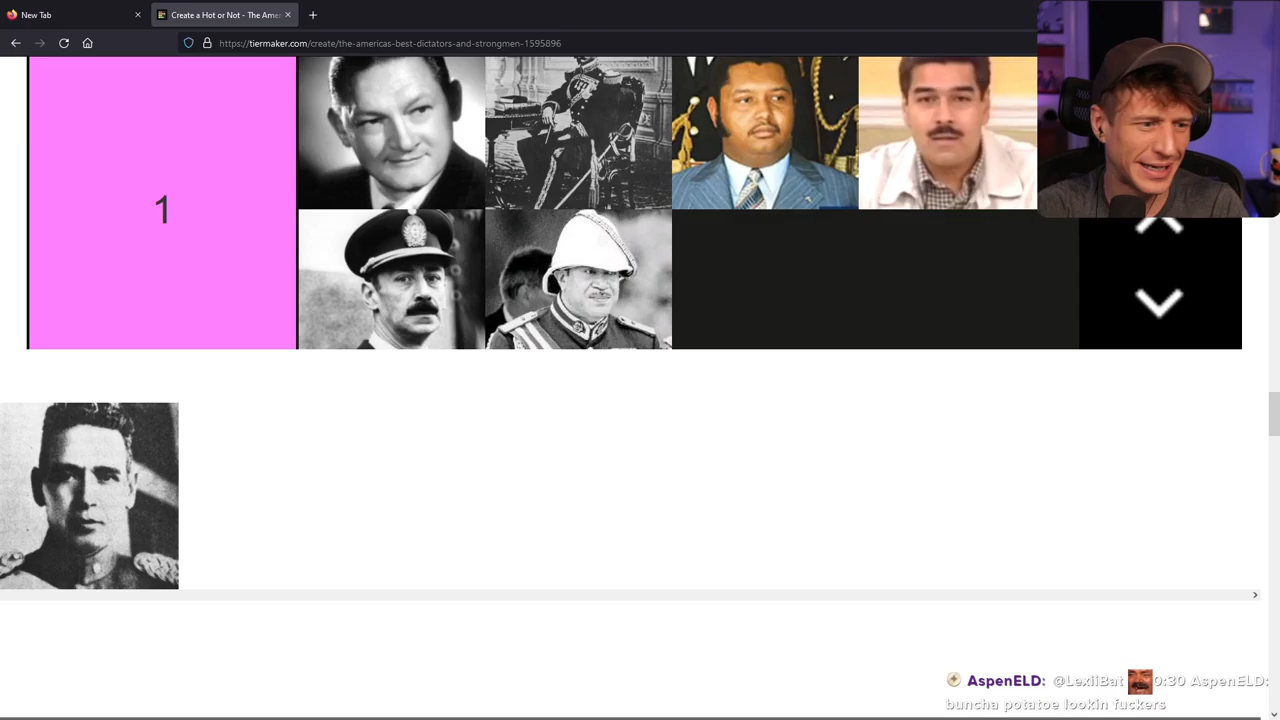 New Tab
Create a Hot or Not - The Amer
https://tiermaker.com/create/the-americas-best-dictators-and-strongmen-1595896
1
AspenELD: @LexiiBat 0:30 AspenELD:
buncha potatoe lookin fuckers